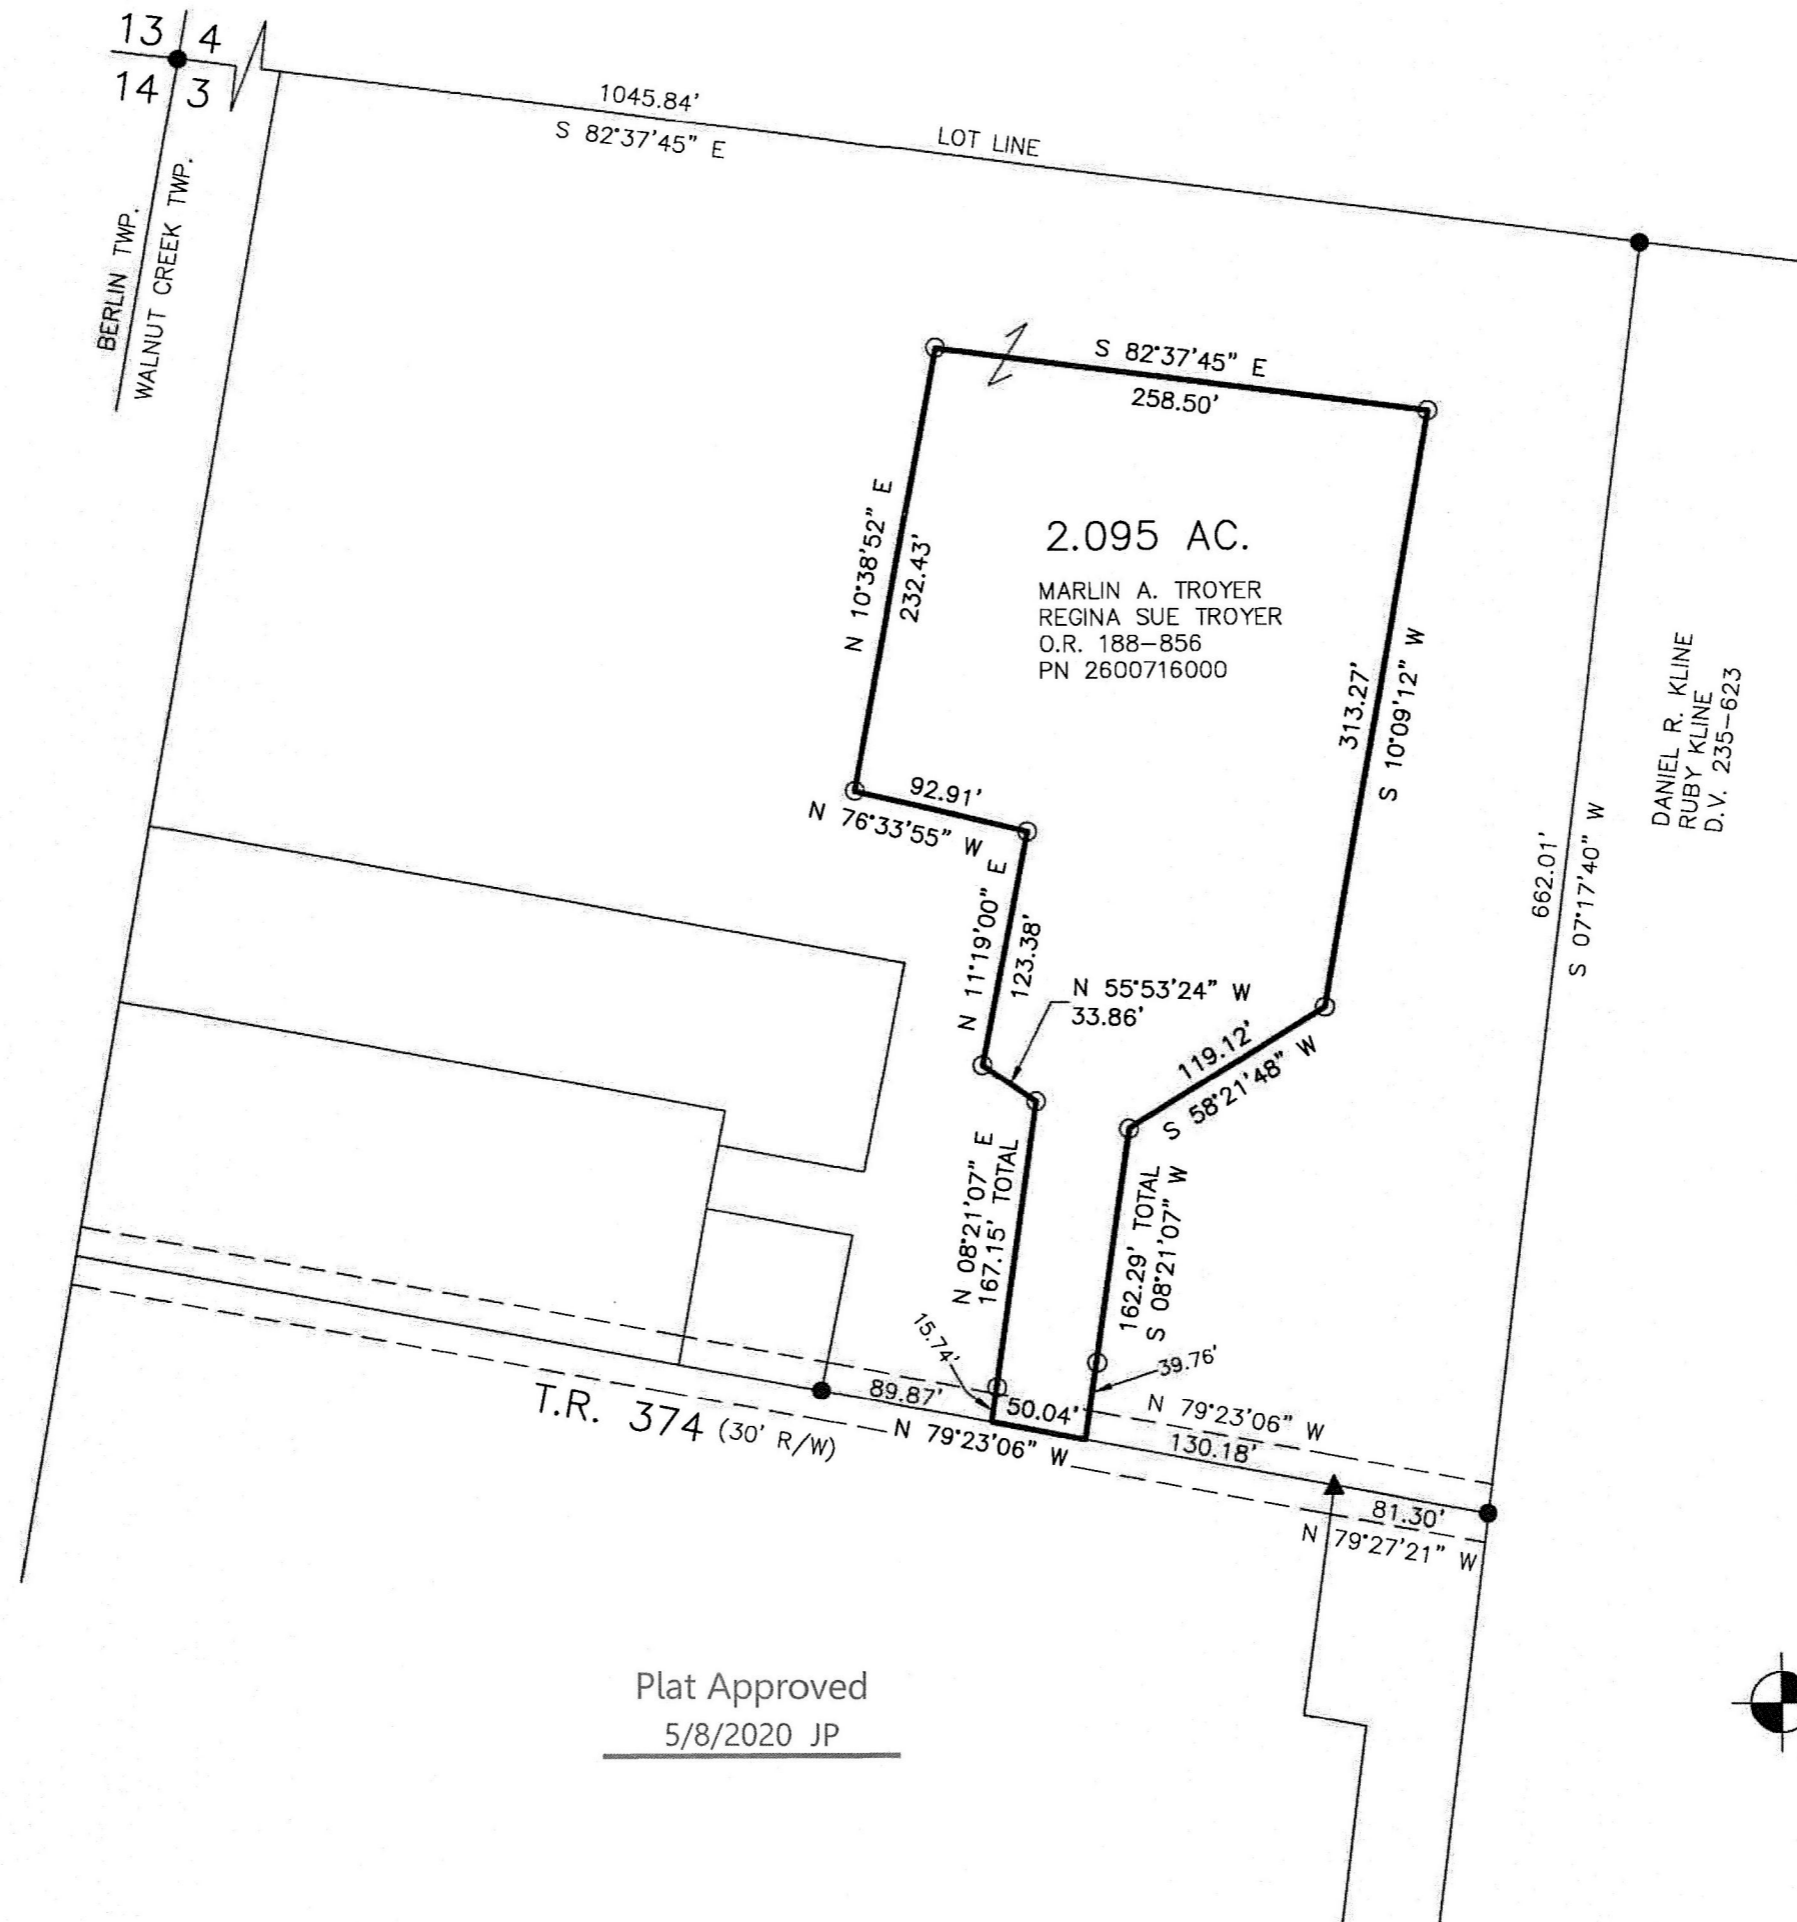 13 4
14 3
1045.84'
S 82°37'45" E
LOT LINE
BERLIN TWP.
WALNUT CREEK TWP.
S 82°37'45" E
258.50'
N 10°38'52" E
232.43'
2.095 AC.
MARLIN A. TROYER
REGINA SUE TROYER
O.R. 188-856
PN 2600716000
313.27'
S 10°09'12" W
DANIEL R. KLINE
RUBY KLINE
D.V. 235-623
662.01'
S 07°17'40" W
92.91'
N 76°33'55" W
N 11°19'00" E
123.38'
N 55°53'24" W
33.86'
119.12'
S 58°21'48" W
N 08°21'07" E
167.15' TOTAL
162.29' TOTAL
S 08°21'07" W
15.74'
39.76'
89.87'
50.04'
N 79°23'06" W
130.18'
T.R. 374 (30' R/W)
N 79°23'06" W
81.30'
N 79°27'21" W
Plat Approved
5/8/2020 JP